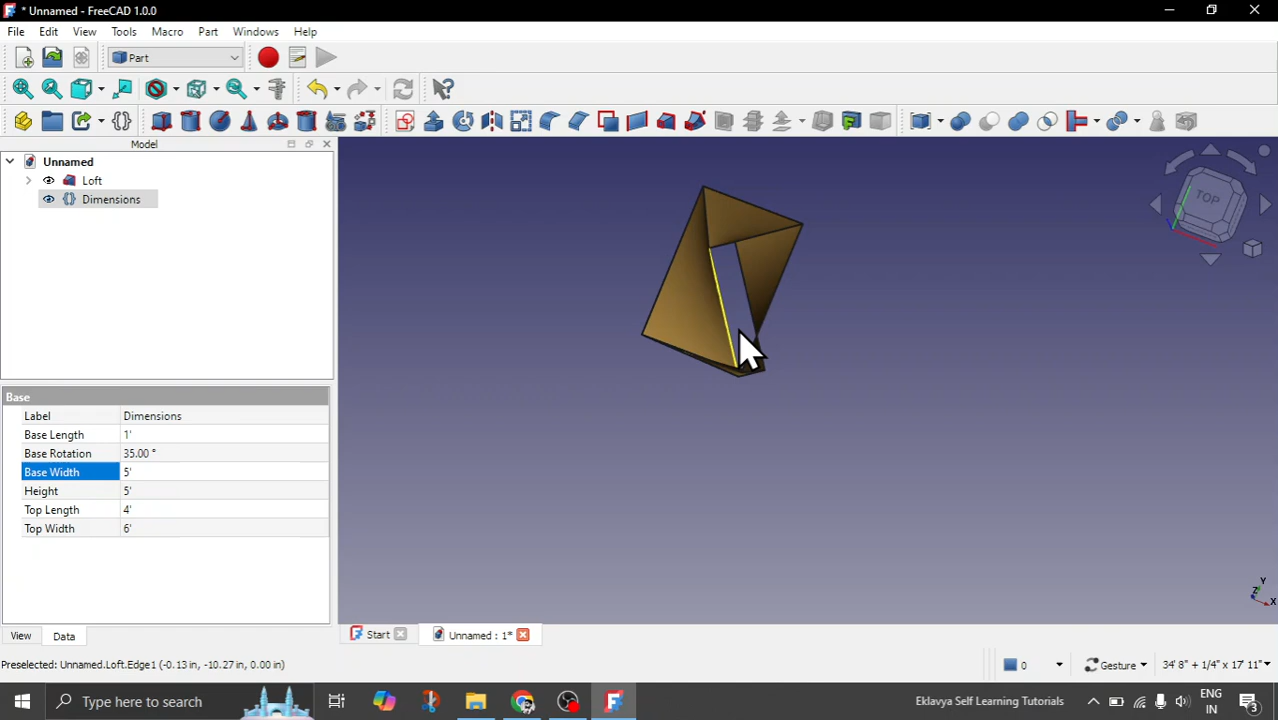 * Unnamed - FreeCAD 1.0.0
File Edit View Tools Macro Part Windows Help
Part
Model
Unnamed
Loft
Dimensions
TOP
Base
Label Dimensions
Base Length 1'
Base Rotation 35.00 °
Base Width 5'
Height 5'
Top Length 4'
Top Width 6'
Y
Z
X
View Data
Start Unnamed : 1*
Preselected: Unnamed.Loft.Edge1 (-0.13 in, -10.27 in, 0.00 in)
0 Gesture 34' 8" + 1/4" x 17' 11"
Type here to search
Eklavya Self Learning Tutorials
ENG
IN
3